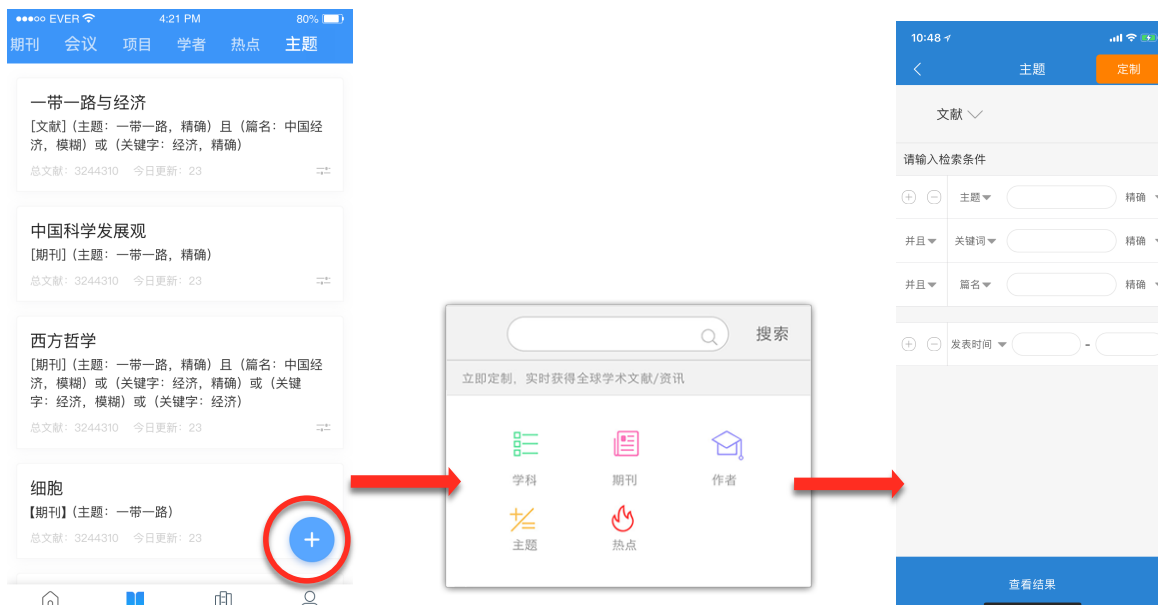 ●●●●○ EVER 4:21 PM 80%
期刊 会议 项目 学者 热点 主题
一带一路与经济
[文献]（主题：一带一路，精确）且（篇名：中国经
济，模糊）或（关键字：经济，精确）
总文献：3244310 今日更新：23
中国科学发展观
[期刊]（主题：一带一路，精确）
总文献：3244310 今日更新：23
西方哲学
[期刊]（主题：一带一路，精确）且（篇名：中国经
济，模糊）或（关键字：经济，精确）或（关键
字：经济，模糊）或（关键字：经济）
总文献：3244310 今日更新：23
细胞
【期刊】（主题：一带一路）
总文献：3244310 今日更新：23
搜索
立即定制，实时获得全球学术文献/资讯
学科 期刊 作者
主题 热点
10:48
主题 定制
文献
请输入检索条件
主题 精确
并且 关键词 精确
并且 篇名 精确
发表时间 -
查看结果